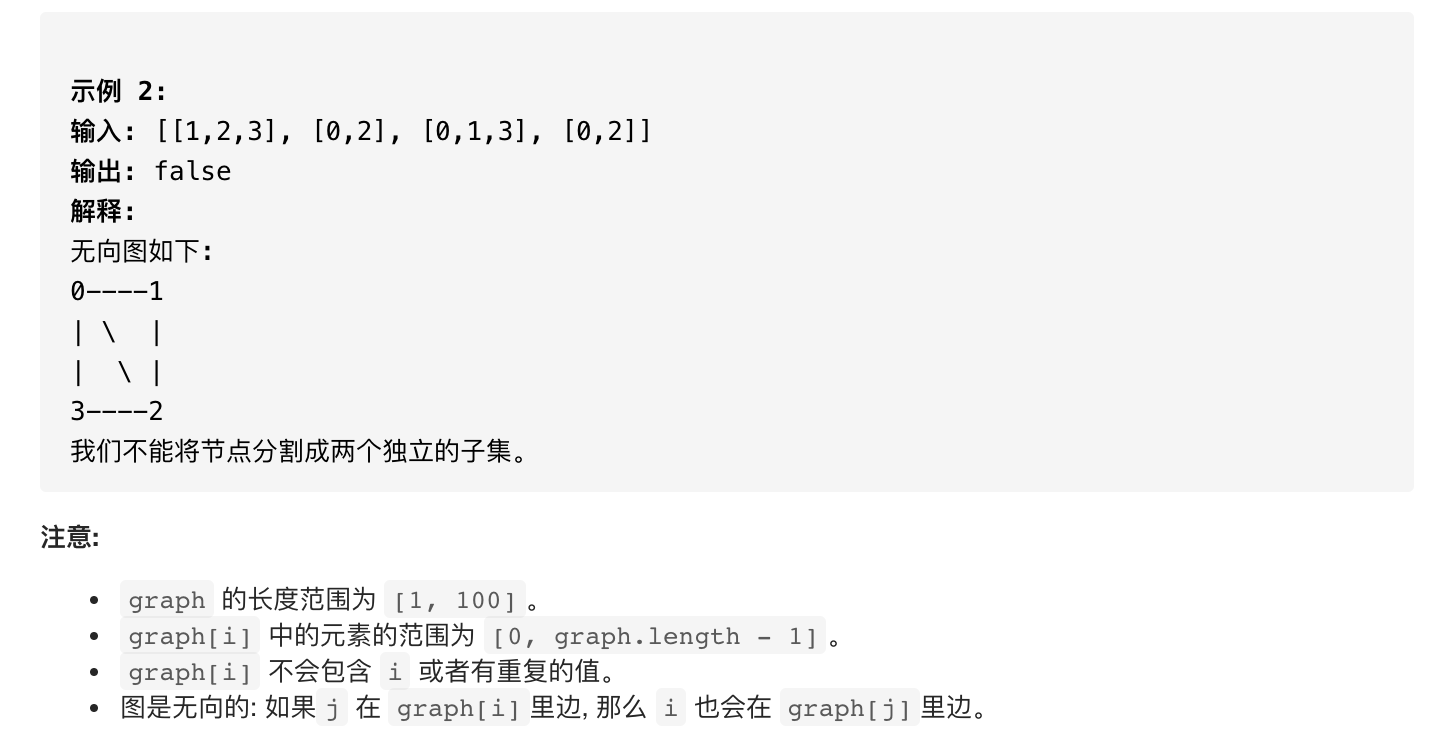 示例 2:
输入: [[1,2,3], [0,2], [0,1,3], [0,2]]
输出: false
解释:
无向图如下:
0----1
| \  |
|  \ |
3----2
我们不能将节点分割成两个独立的子集。
注意:
• graph 的长度范围为 [1, 100]。
• graph[i] 中的元素的范围为 [0, graph.length - 1]。
• graph[i] 不会包含 i 或者有重复的值。
• 图是无向的: 如果 j 在 graph[i]里边, 那么 i 也会在 graph[j]里边。